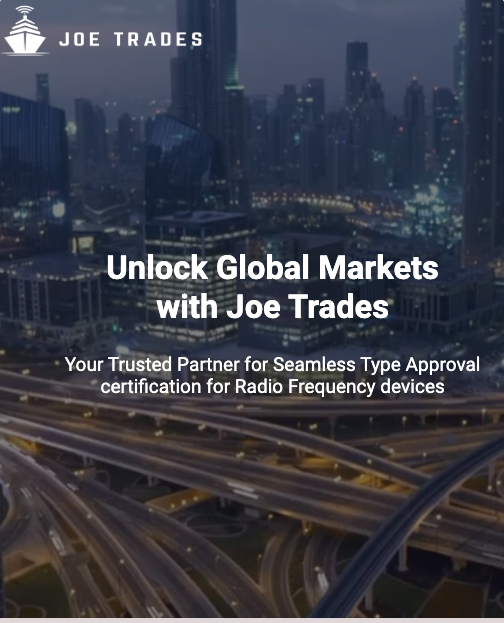 JOE TRADES
Unlock Global Markets
with Joe Trades
Your Trusted Partner for Seamless Type Approval
certification for Radio Frequency devices